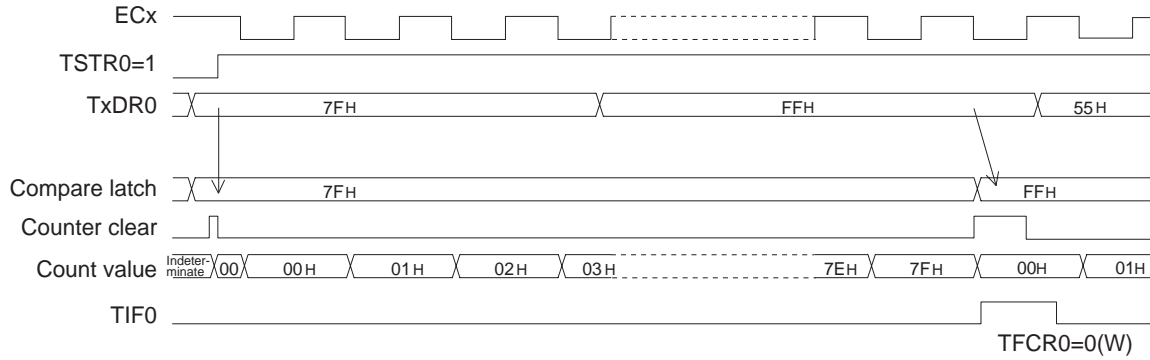 ECx
TSTR0=1
TxDR0 7FH FFH 55H
Compare latch 7FH FFH
Counter clear
Count value Indeter-minate 00 00H 01H 02H 03H 7EH 7FH 00H 01H
TIF0
TFCR0=0(W)